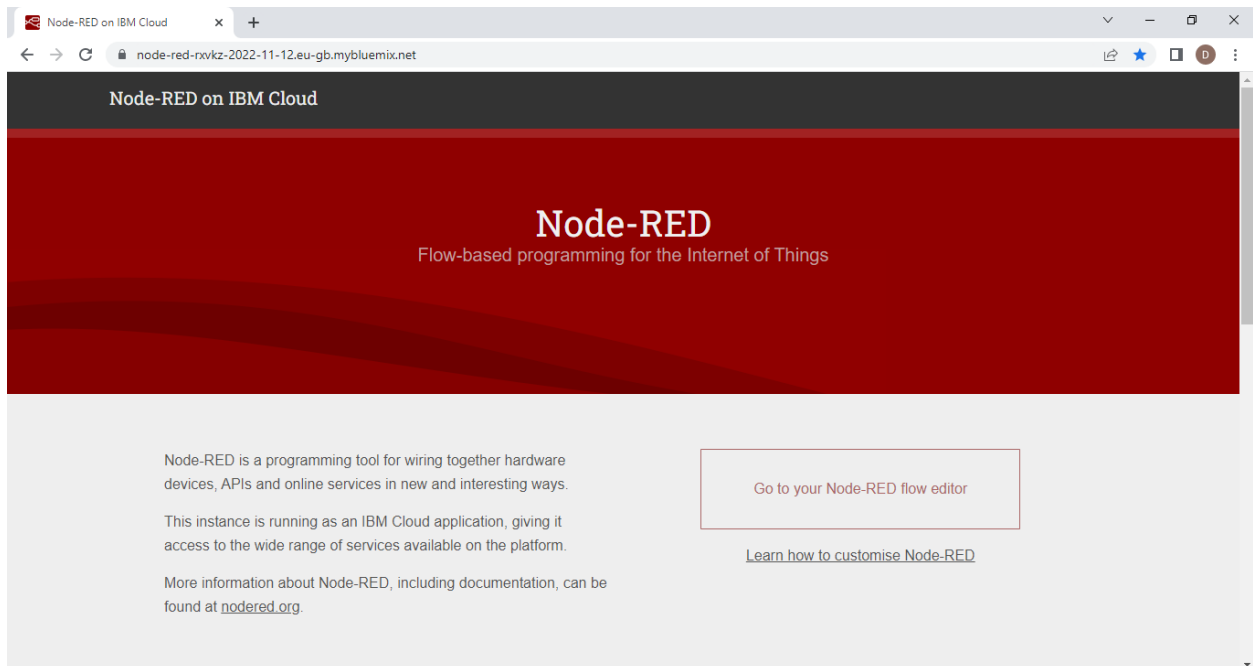 Node-RED on IBM Cloud
node-red-rxvkz-2022-11-12.eu-gb.mybluemix.net
D
Node-RED on IBM Cloud
Node-RED
Flow-based programming for the Internet of Things
Node-RED is a programming tool for wiring together hardware
devices, APIs and online services in new and interesting ways.
This instance is running as an IBM Cloud application, giving it
access to the wide range of services available on the platform.
More information about Node-RED, including documentation, can be
found at nodered.org.
Go to your Node-RED flow editor
Learn how to customise Node-RED